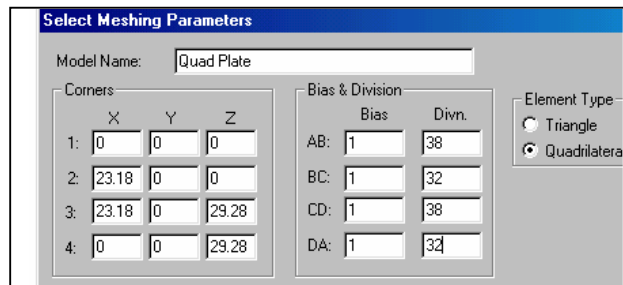 Select Meshing Parameters
Model Name: Quad Plate
Corners
X Y Z
1: 0 0 0
2: 23.18 0 0
3: 23.18 0 29.28
4: 0 0 29.28
Bias & Division
Bias Divn.
AB: 1 38
BC: 1 32
CD: 1 38
DA: 1 32
Element Type
Triangle
Quadrilatera